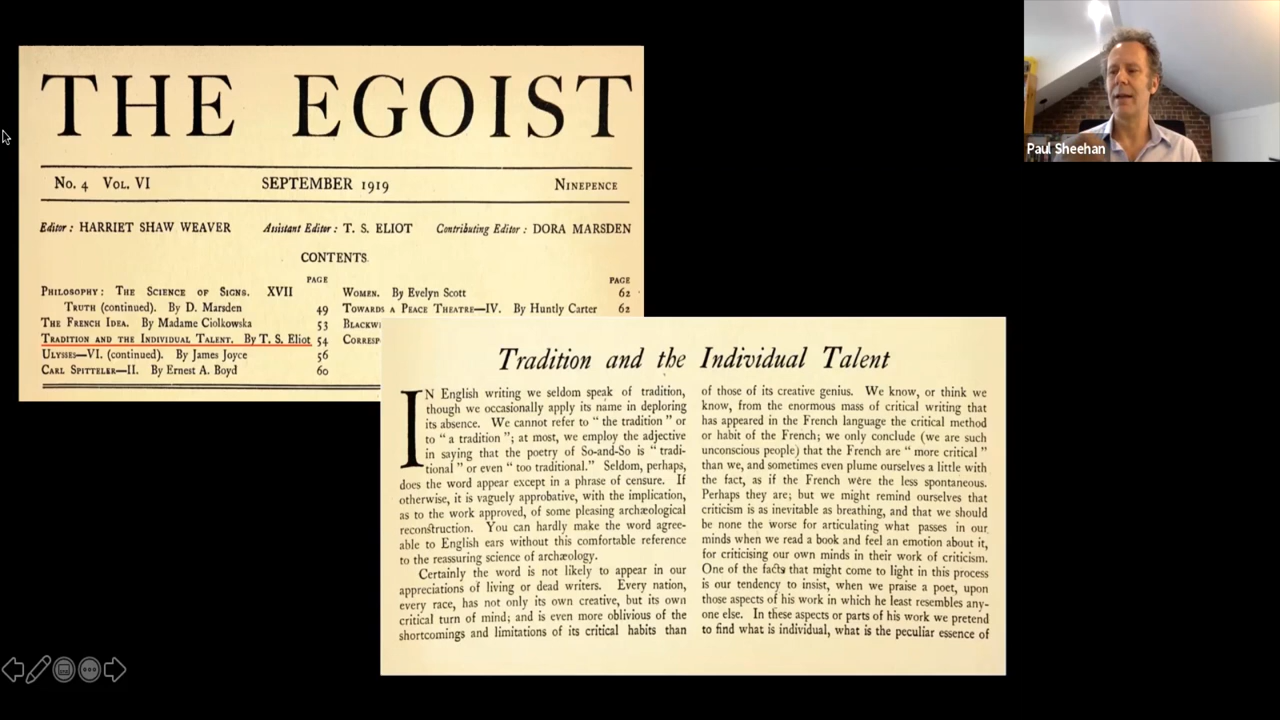 THE EGOIST
No. 4 Vol. VI SEPTEMBER 1919 NINEPENCE
Editor : HARRIET SHAW WEAVER Assistant Editor : T. S. ELIOT Contributing Editor : DORA MARSDEN
CONTENTS
PAGE
PHILOSOPHY: THE SCIENCE OF SIGNS. XVII
TRUTH (continued). By D. Marsden 49
THE FRENCH IDEA. By Madame Ciolkowska 53
TRADITION AND THE INDIVIDUAL TALENT. By T. S. Eliot 54
ULYSSES—VI. (continued). By James Joyce 56
CARL SPITTELER—II. By Ernest A. Boyd 60
PAGE
WOMEN. By Evelyn Scott 62
TOWARDS A PEACE THEATRE—IV. By Huntly Carter 62
Tradition and the Individual Talent
IN English writing we seldom speak of tradition,
though we occasionally apply its name in deploring
its absence. We cannot refer to “ the tradition ” or
to “ a tradition ”; at most, we employ the adjective
in saying that the poetry of So-and-So is “ tradi-
tional ” or even “ too traditional.” Seldom, perhaps,
does the word appear except in a phrase of censure. If
otherwise, it is vaguely approbative, with the implication,
as to the work approved, of some pleasing archæological
reconstruction. You can hardly make the word agree-
able to English ears without this comfortable reference
to the reassuring science of archæology.
Certainly the word is not likely to appear in our
appreciations of living or dead writers. Every nation,
every race, has not only its own creative, but its own
critical turn of mind; and is even more oblivious of the
shortcomings and limitations of its critical habits than
of those of its creative genius. We know, or think we
know, from the enormous mass of critical writing that
has appeared in the French language the critical method
or habit of the French; we only conclude (we are such
unconscious people) that the French are “ more critical ”
than we, and sometimes even plume ourselves a little with
the fact, as if the French were the less spontaneous.
Perhaps they are; but we might remind ourselves that
criticism is as inevitable as breathing, and that we should
be none the worse for articulating what passes in our
minds when we read a book and feel an emotion about it,
for criticising our own minds in their work of criticism.
One of the facts that might come to light in this process
is our tendency to insist, when we praise a poet, upon
those aspects of his work in which he least resembles any-
one else. In these aspects or parts of his work we pretend
to find what is individual, what is the peculiar essence of
Paul Sheehan